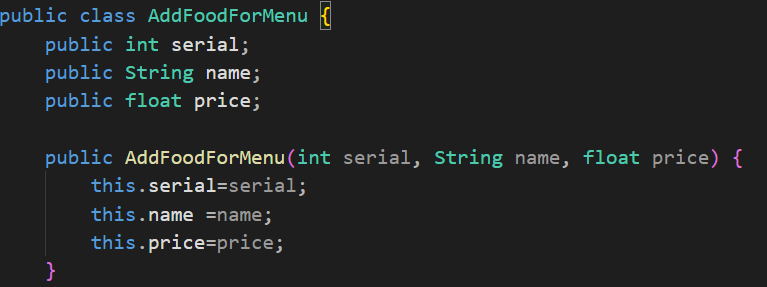 public class AddFoodForMenu {
    public int serial;
    public String name;
    public float price;

    public AddFoodForMenu(int serial, String name, float price) {
        this.serial=serial;
        this.name =name;
        this.price=price;
    }